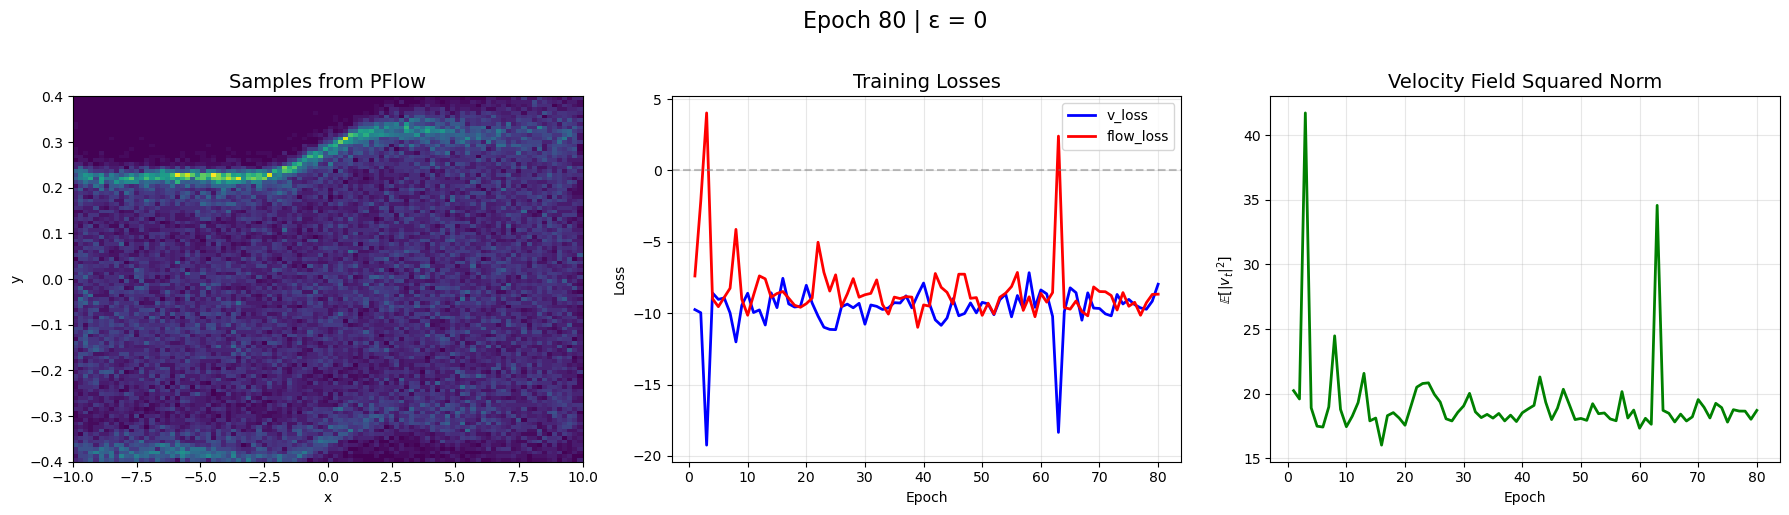 Epoch 80 | ε = 0
Samples from PFlow
0.4
0.3
0.2
0.1
0.0
−0.1
−0.2
−0.3
−0.4
y
−10.0 −7.5 −5.0 −2.5 0.0 2.5 5.0 7.5 10.0
x
Training Losses
5
0
−5
−10
−15
−20
Loss
v_loss
flow_loss
0 10 20 30 40 50 60 70 80
Epoch
Velocity Field Squared Norm
40
35
30
25
20
15
𝔼[|v_t|²]
0 10 20 30 40 50 60 70 80
Epoch